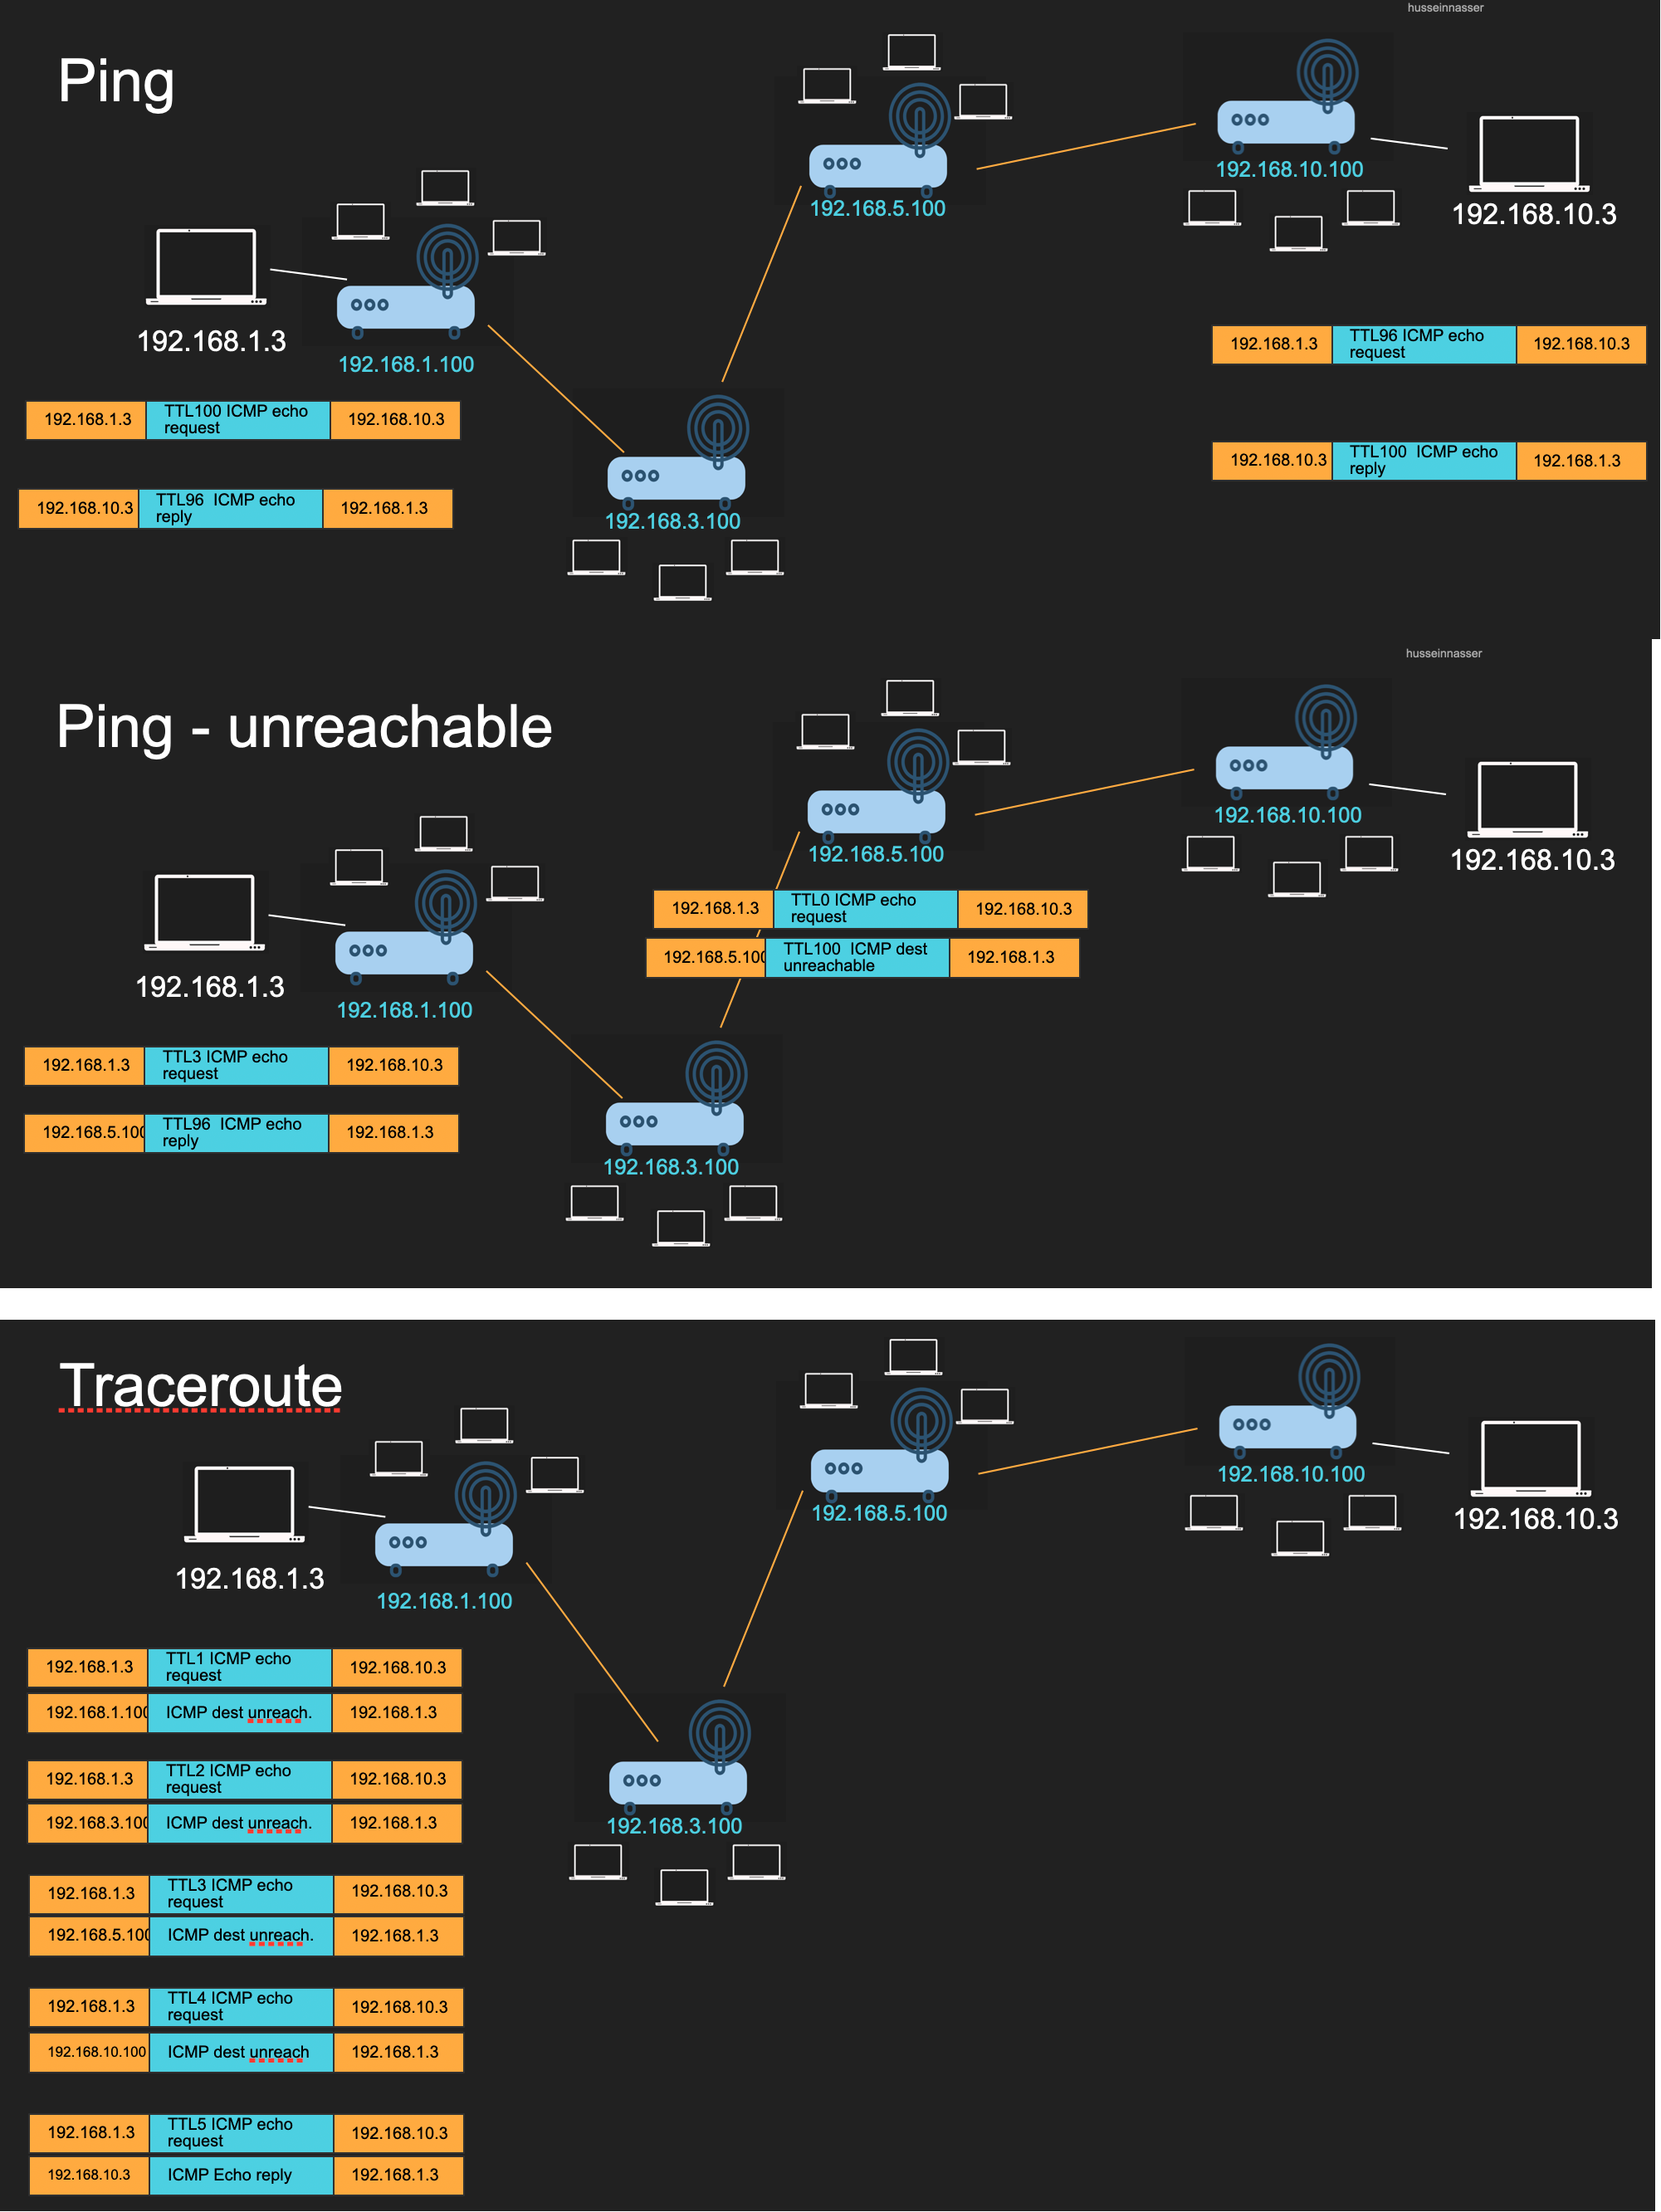 husseinnasser
Ping
192.168.5.100
192.168.10.100
192.168.10.3
192.168.1.3
192.168.1.100
192.168.3.100
192.168.1.3 TTL100 ICMP echo
request 192.168.10.3
192.168.10.3 TTL96 ICMP echo
reply 192.168.1.3
192.168.1.3 TTL96 ICMP echo
request 192.168.10.3
192.168.10.3 TTL100 ICMP echo
reply 192.168.1.3
husseinnasser
Ping - unreachable
192.168.5.100
192.168.10.100
192.168.10.3
192.168.1.3 TTL0 ICMP echo
request 192.168.10.3
192.168.5.100 TTL100 ICMP dest
unreachable 192.168.1.3
192.168.1.3
192.168.1.100
192.168.3.100
192.168.1.3 TTL3 ICMP echo
request 192.168.10.3
192.168.5.100 TTL96 ICMP echo
reply 192.168.1.3
Traceroute
192.168.5.100
192.168.10.100
192.168.10.3
192.168.1.3
192.168.1.100
192.168.3.100
192.168.1.3 TTL1 ICMP echo
request 192.168.10.3
192.168.1.100 ICMP dest unreach. 192.168.1.3
192.168.1.3 TTL2 ICMP echo
request 192.168.10.3
192.168.3.100 ICMP dest unreach. 192.168.1.3
192.168.1.3 TTL3 ICMP echo
request 192.168.10.3
192.168.5.100 ICMP dest unreach. 192.168.1.3
192.168.1.3 TTL4 ICMP echo
request 192.168.10.3
192.168.10.100 ICMP dest unreach 192.168.1.3
192.168.1.3 TTL5 ICMP echo
request 192.168.10.3
192.168.10.3 ICMP Echo reply 192.168.1.3